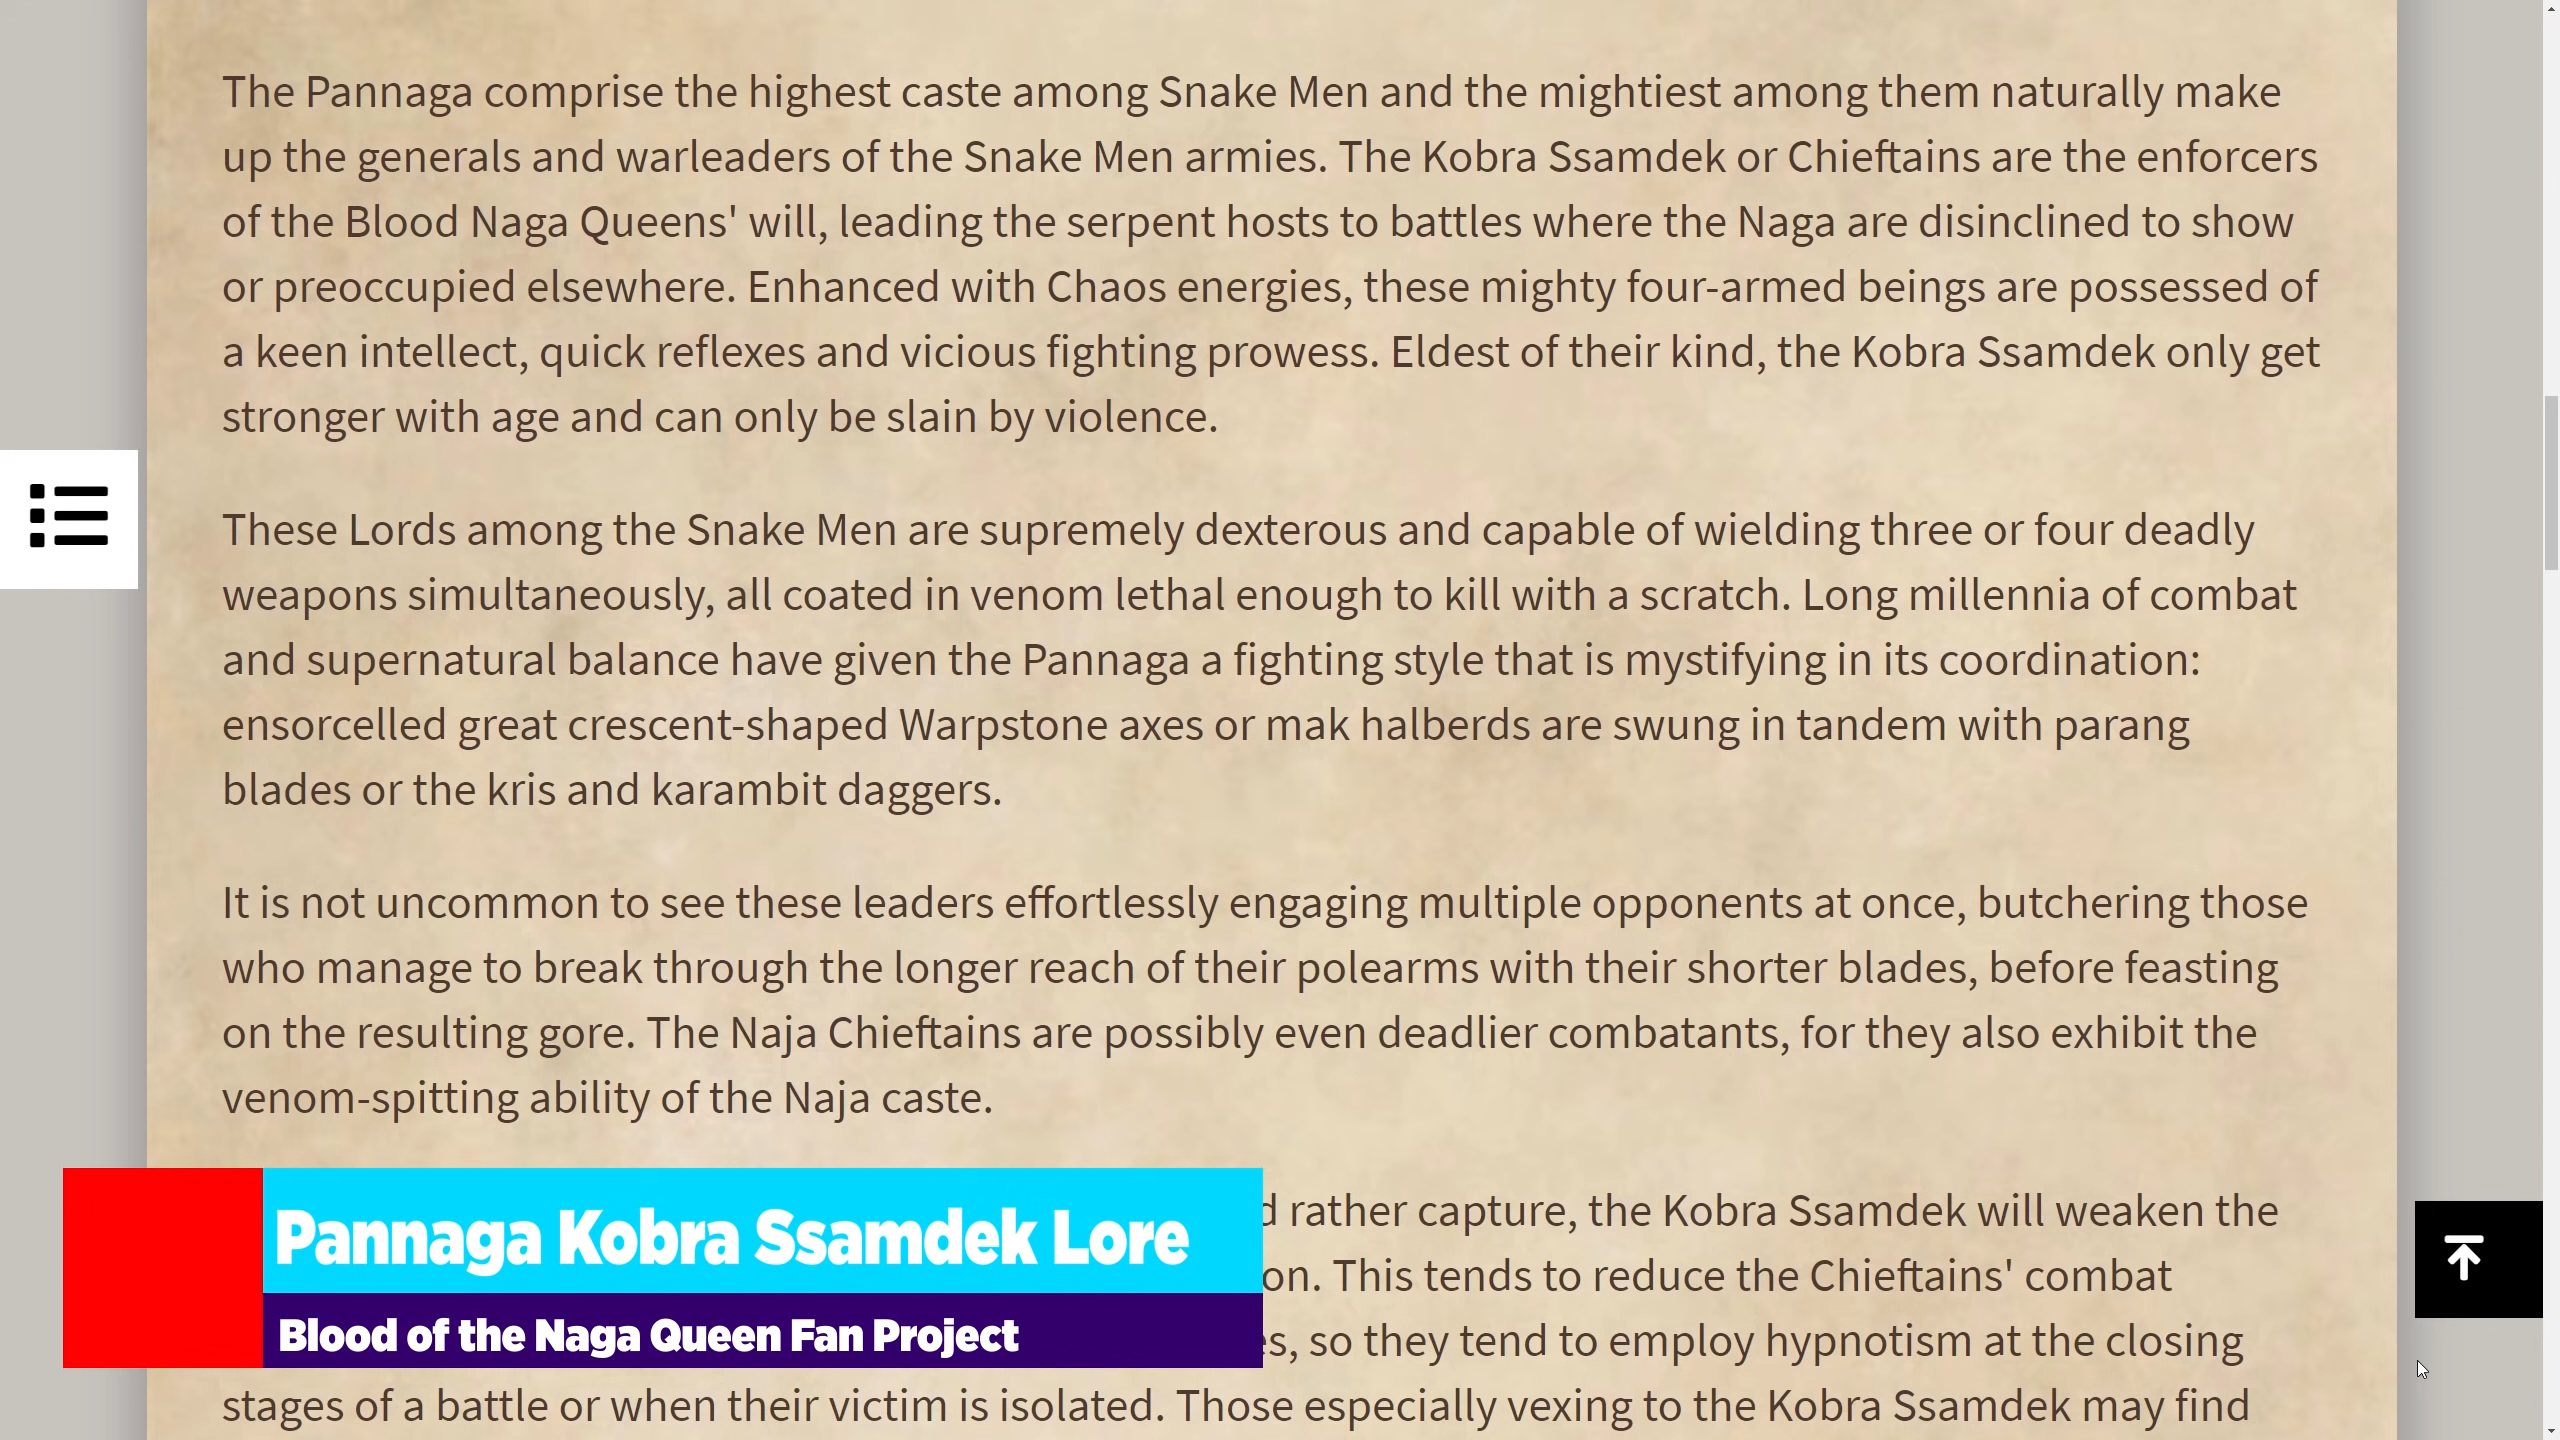 The Pannaga comprise the highest caste among Snake Men and the mightiest among them naturally make
up the generals and warleaders of the Snake Men armies. The Kobra Ssamdek or Chieftains are the enforcers
of the Blood Naga Queens' will, leading the serpent hosts to battles where the Naga are disinclined to show
or preoccupied elsewhere. Enhanced with Chaos energies, these mighty four-armed beings are possessed of
a keen intellect, quick reflexes and vicious fighting prowess. Eldest of their kind, the Kobra Ssamdek only get
stronger with age and can only be slain by violence.
These Lords among the Snake Men are supremely dexterous and capable of wielding three or four deadly
weapons simultaneously, all coated in venom lethal enough to kill with a scratch. Long millennia of combat
and supernatural balance have given the Pannaga a fighting style that is mystifying in its coordination:
ensorcelled great crescent-shaped Warpstone axes or mak halberds are swung in tandem with parang
blades or the kris and karambit daggers.
It is not uncommon to see these leaders effortlessly engaging multiple opponents at once, butchering those
who manage to break through the longer reach of their polearms with their shorter blades, before feasting
on the resulting gore. The Naja Chieftains are possibly even deadlier combatants, for they also exhibit the
venom-spitting ability of the Naja caste.
rather capture, the Kobra Ssamdek will weaken the
on. This tends to reduce the Chieftains' combat
so they tend to employ hypnotism at the closing
stages of a battle or when their victim is isolated. Those especially vexing to the Kobra Ssamdek may find
Pannaga Kobra Ssamdek Lore
Blood of the Naga Queen Fan Project